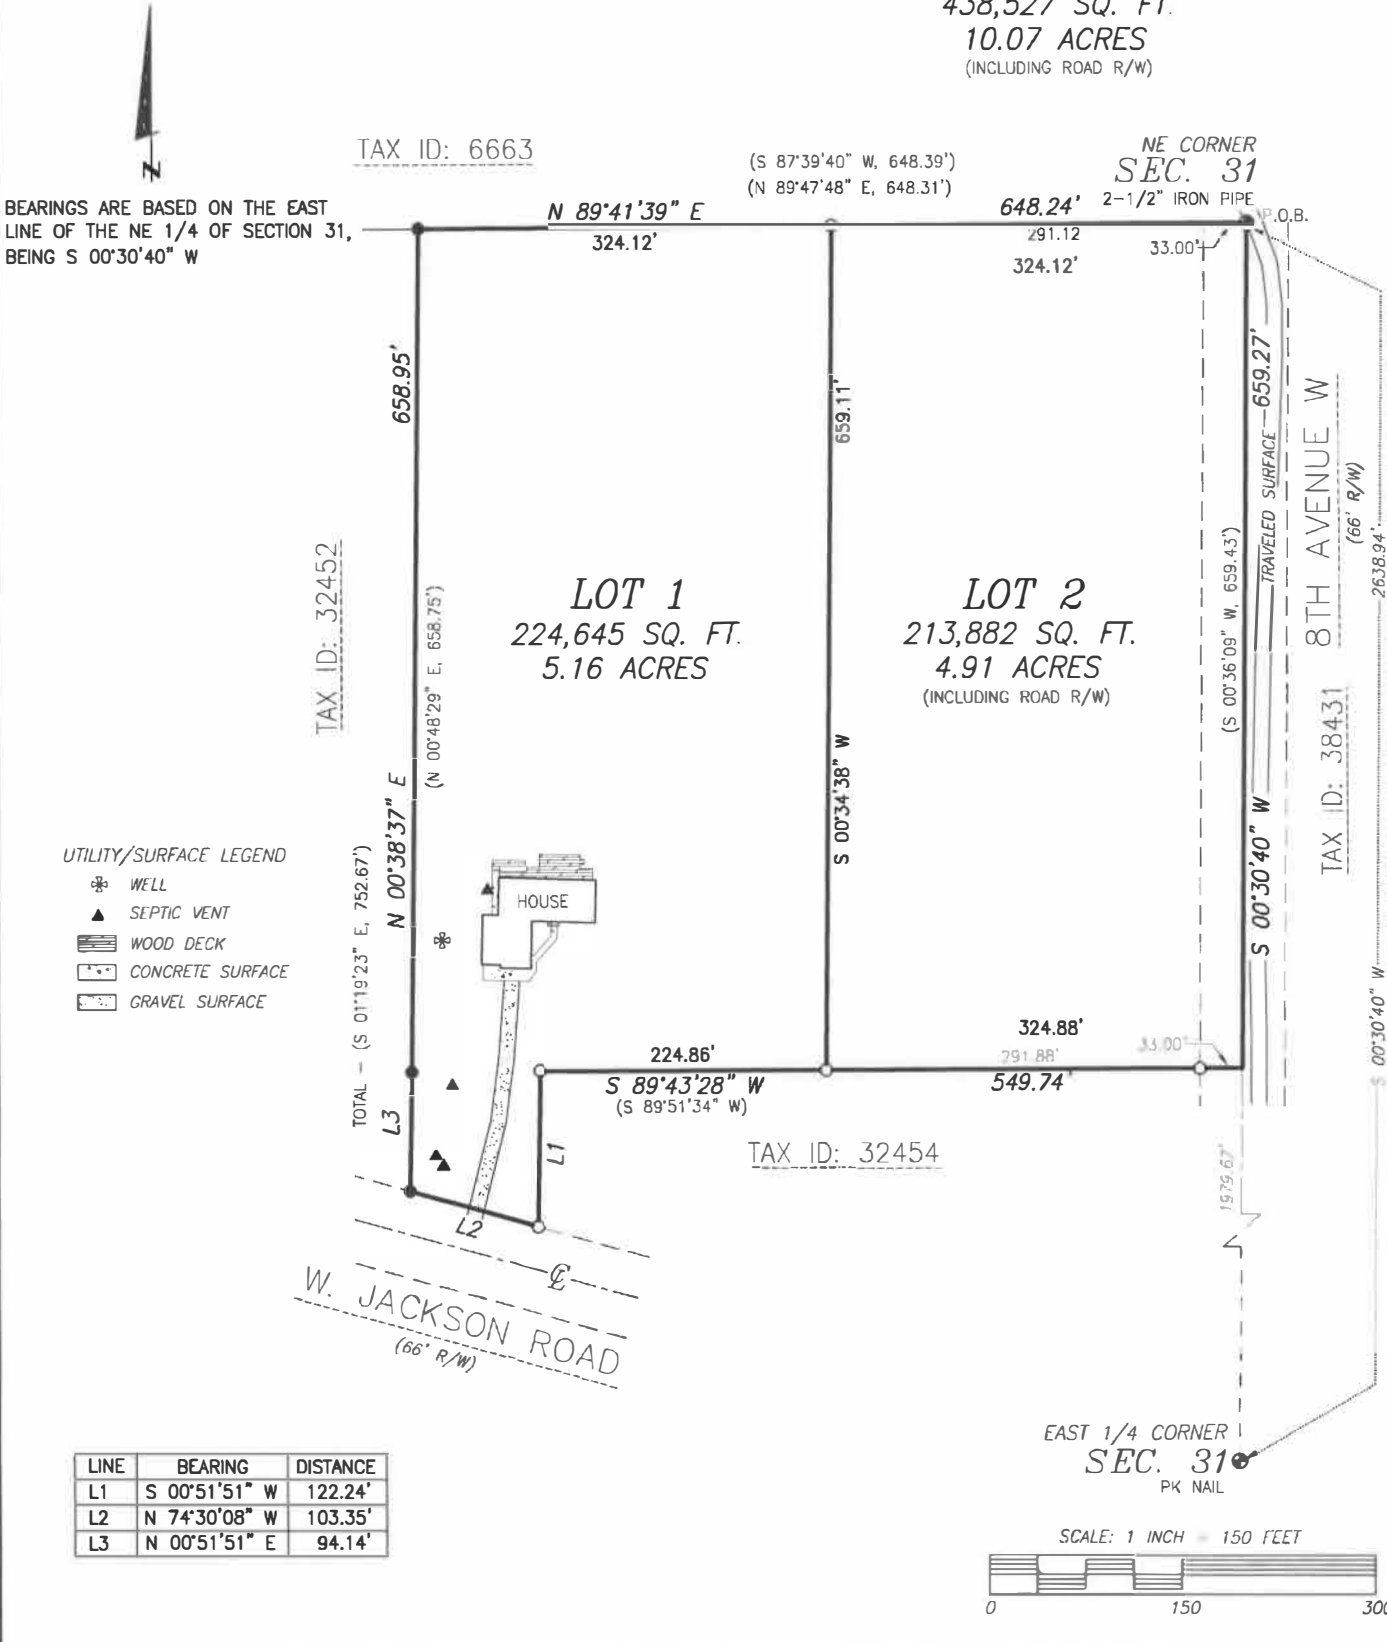 438,527 SQ. FT.
10.07 ACRES
(INCLUDING ROAD R/W)
N
TAX ID: 6663
BEARINGS ARE BASED ON THE EAST
LINE OF THE NE 1/4 OF SECTION 31,
BEING S 00°30'40" W
(S 87°39'40" W, 648.39')
(N 89°47'48" E, 648.31')
NE CORNER
SEC. 31
2-1/2" IRON PIPE
P.O.B.
N 89°41'39" E
648.24'
324.12'
291.12
324.12'
33.00'
658.95'
659.11'
TRAVELED SURFACE
659.27'
8TH AVENUE W
(66' R/W)
2638.94'
S 00°30'40" W
TAX ID: 32452
(N 00°48'29" E, 658.75')
N 00°38'37" E
TOTAL - (S 01°19'23" E, 752.67')
LOT 1
224,645 SQ. FT.
5.16 ACRES
LOT 2
213,882 SQ. FT.
4.91 ACRES
(INCLUDING ROAD R/W)
(S 00°36'09" W, 659.43')
S 00°34'38" W
S 00°30'40" W
TAX ID: 38431
UTILITY/SURFACE LEGEND
WELL
SEPTIC VENT
WOOD DECK
CONCRETE SURFACE
GRAVEL SURFACE
HOUSE
224.86'
S 89°43'28" W
(S 89°51'34" W)
324.88'
291.88'
33.00'
549.74'
L3
L1
L2
TAX ID: 32454
1979.67'
℄
W. JACKSON ROAD
(66' R/W)
EAST 1/4 CORNER
SEC. 31
PK NAIL
LINE BEARING DISTANCE
L1 S 00°51'51" W 122.24'
L2 N 74°30'08" W 103.35'
L3 N 00°51'51" E 94.14'
SCALE: 1 INCH = 150 FEET
0 150 300